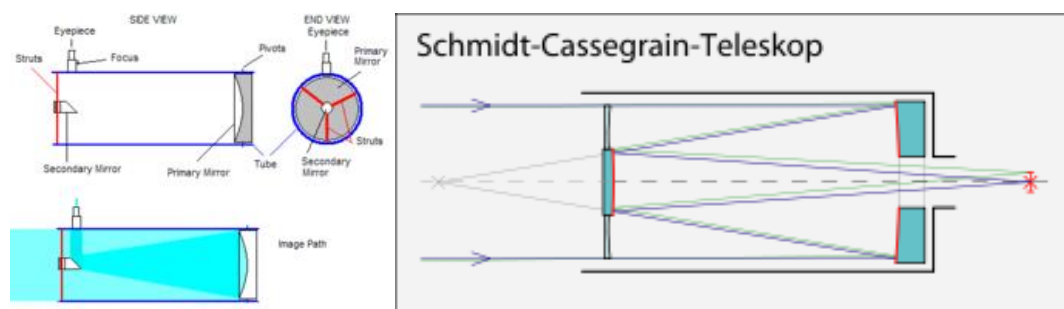 SIDE VIEW
END VIEW
Eyepiece
Eyepiece
Struts
Focus
Pivots
Primary
Mirror
Struts
Secondary Mirror
Primary Mirror
Tube
Secondary
Mirror
Image Path
Schmidt-Cassegrain-Teleskop